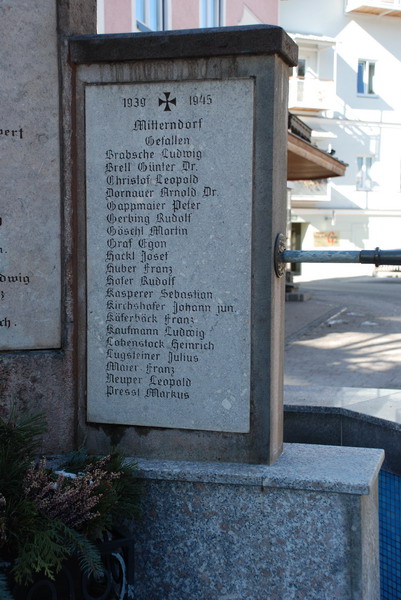 1939 1945
Mitterndorf
Gefallen
Brabsche Ludwig
Brell Günter Dr.
Christof Leopold
Dornauer Arnold Dr.
Gappmaier Peter
Gerbing Rudolf
Göschl Martin
Graf Egon
Hackl Josef
Huber Franz
Hofer Rudolf
Kasperer Sebastian
Kirchshofer Johann jun.
Käferböck Franz
Kaufmann Ludwig
Lobenstock Heinrich
Lugsteiner Julius
Maier Franz
Neuper Leopold
Pressl Markus